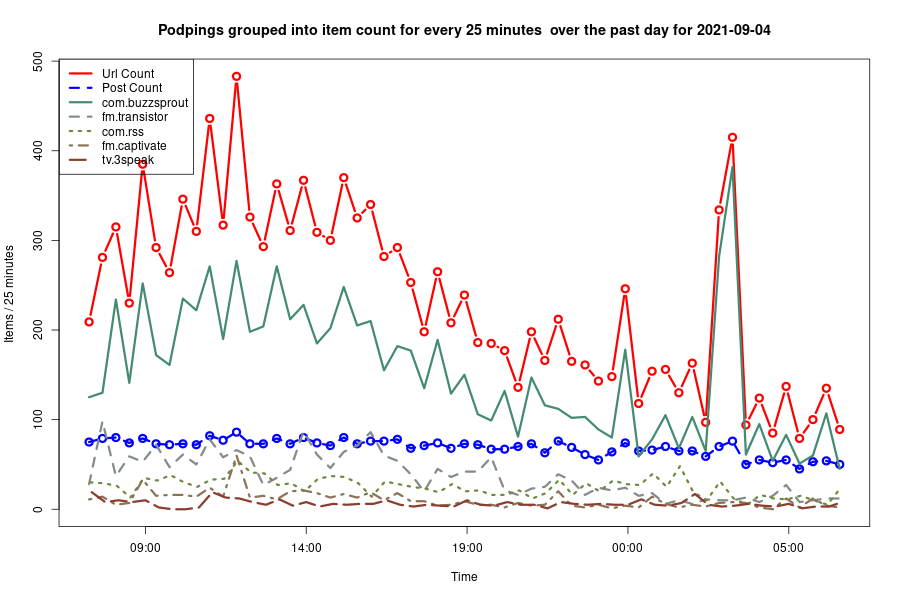 Podpings grouped into item count for every 25 minutes  over the past day for 2021-09-04
Items / 25 minutes
500
400
300
200
100
0
Url Count
Post Count
com.buzzsprout
fm.transistor
com.rss
fm.captivate
tv.3speak
09:00
14:00
19:00
00:00
05:00
Time